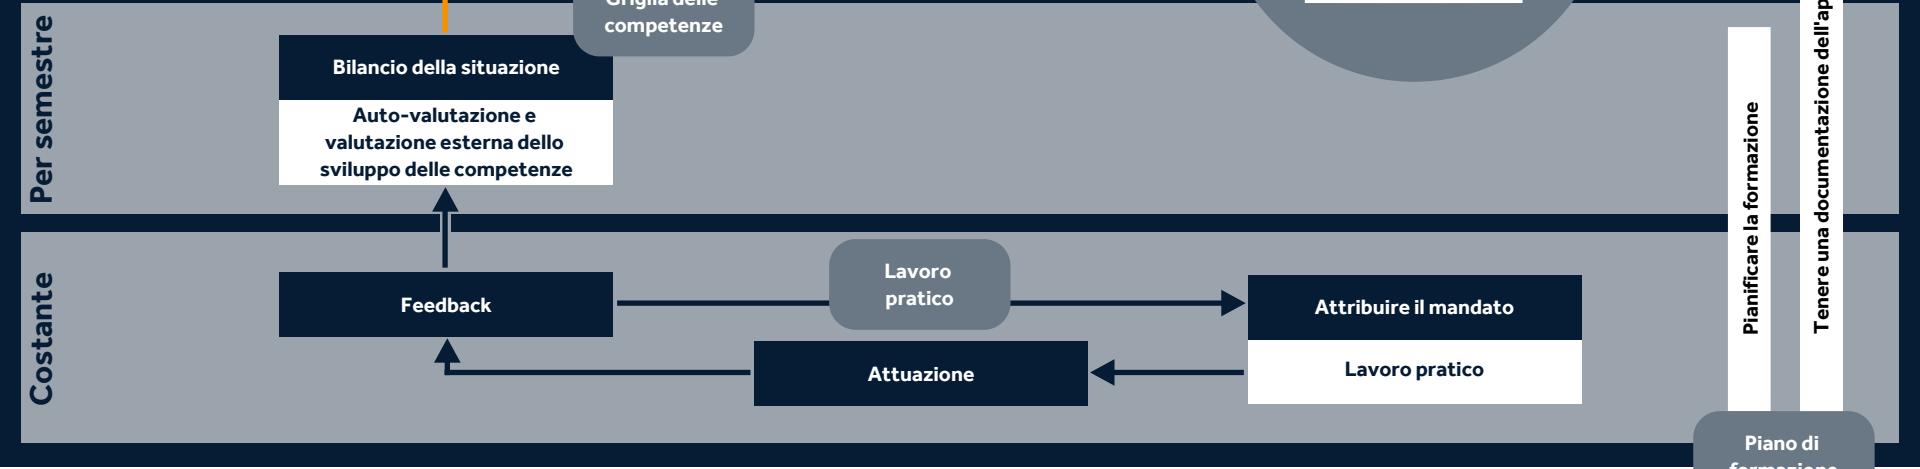 Per semestre
Griglia delle
competenze
Bilancio della situazione
Auto-valutazione e
valutazione esterna dello
sviluppo delle competenze
Costante
Feedback
Lavoro
pratico
Attribuire il mandato
Lavoro pratico
Attuazione
Pianificare la formazione
Tenere una documentazione dell'ap
Piano di
formazione